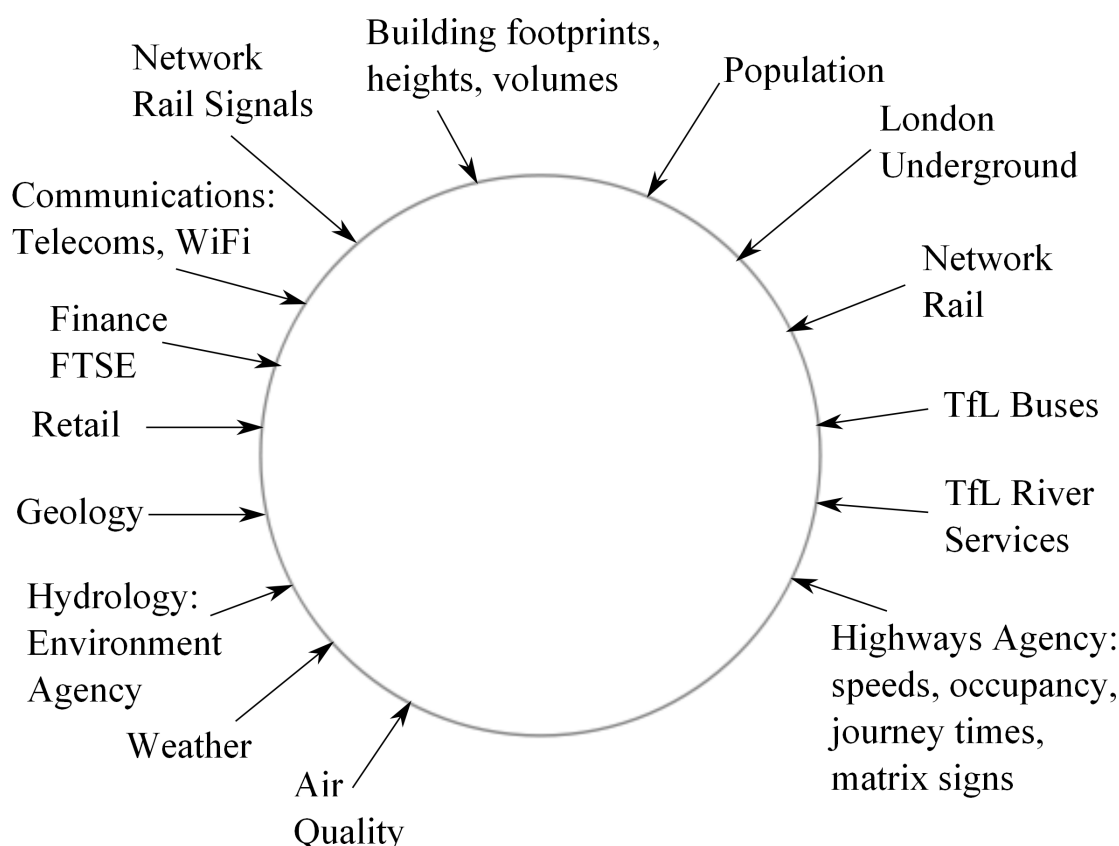 Building footprints,
heights, volumes
Population
London
Underground
Network
Rail
TfL Buses
TfL River
Services
Highways Agency:
speeds, occupancy,
journey times,
matrix signs
Air
Quality
Weather
Hydrology:
Environment
Agency
Geology
Retail
Finance
FTSE
Communications:
Telecoms, WiFi
Network
Rail Signals